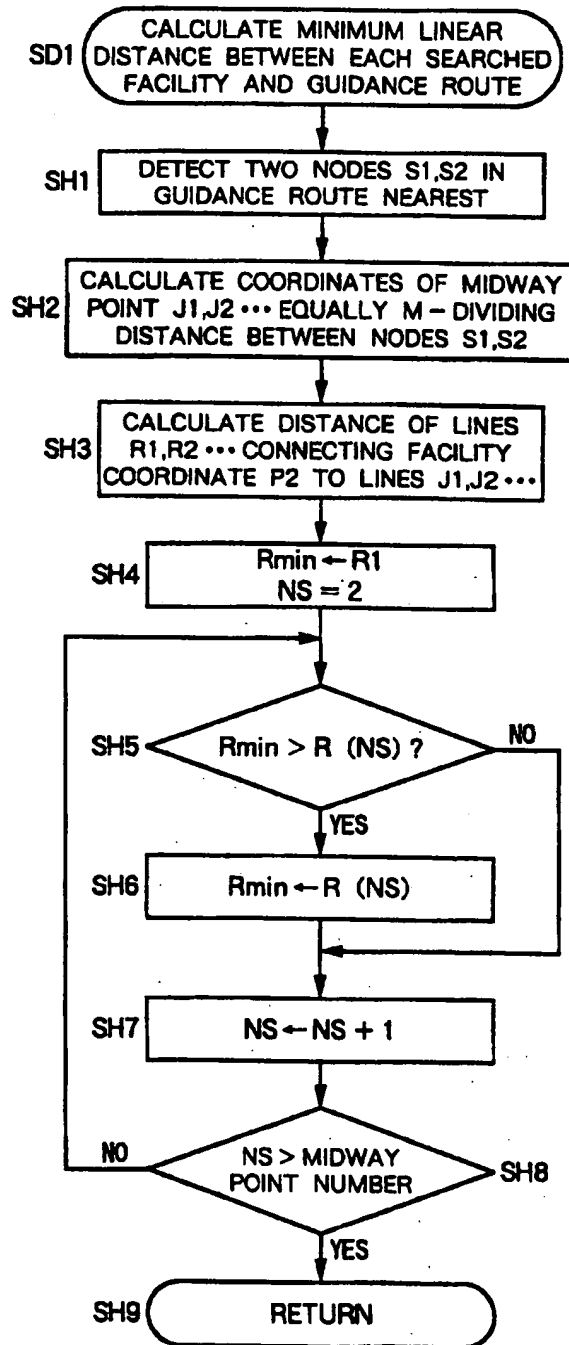 CALCULATE MINIMUM LINEAR
SD1 DISTANCE BETWEEN EACH SEARCHED
FACILITY AND GUIDANCE ROUTE
SH1
DETECT TWO NODES S1,S2 IN
GUIDANCE ROUTE NEAREST
CALCULATE COORDINATES OF MIDWAY
SH2 POINT J1,J2 ··· EQUALLY M – DIVIDING
DISTANCE BETWEEN NODES S1,S2
CALCULATE DISTANCE OF LINES
SH3 R1,R2 ··· CONNECTING FACILITY
COORDINATE P2 TO LINES J1,J2 ···
SH4
Rmin ← R1
NS = 2
SH5 Rmin > R (NS) ? NO
YES
SH6 Rmin ← R (NS)
SH7 NS ← NS + 1
NO
NS > MIDWAY
POINT NUMBER
SH8
YES
SH9 RETURN